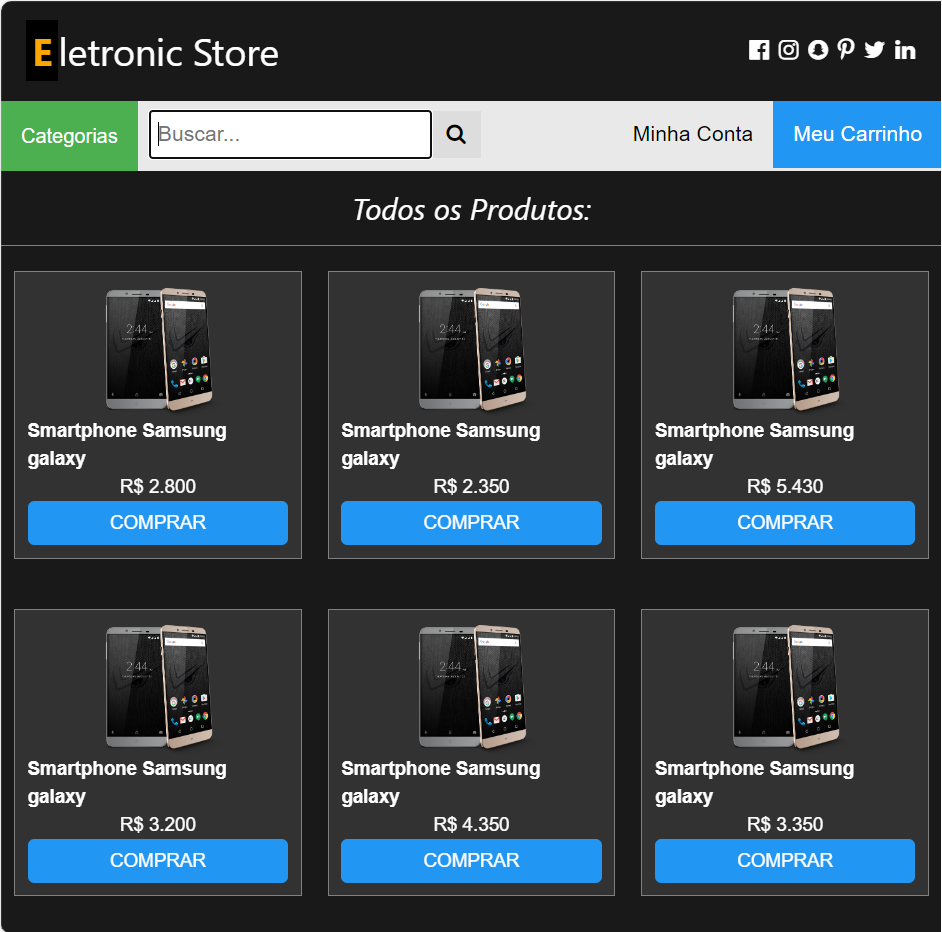 Eletronic Store
Categorias
Buscar...
Minha Conta
Meu Carrinho
Todos os Produtos:
2:44
2:44
2:44
Smartphone Samsung
galaxy
R$ 2.800
COMPRAR
Smartphone Samsung
galaxy
R$ 2.350
COMPRAR
Smartphone Samsung
galaxy
R$ 5.430
COMPRAR
2:44
2:44
2:44
Smartphone Samsung
galaxy
R$ 3.200
COMPRAR
Smartphone Samsung
galaxy
R$ 4.350
COMPRAR
Smartphone Samsung
galaxy
R$ 3.350
COMPRAR